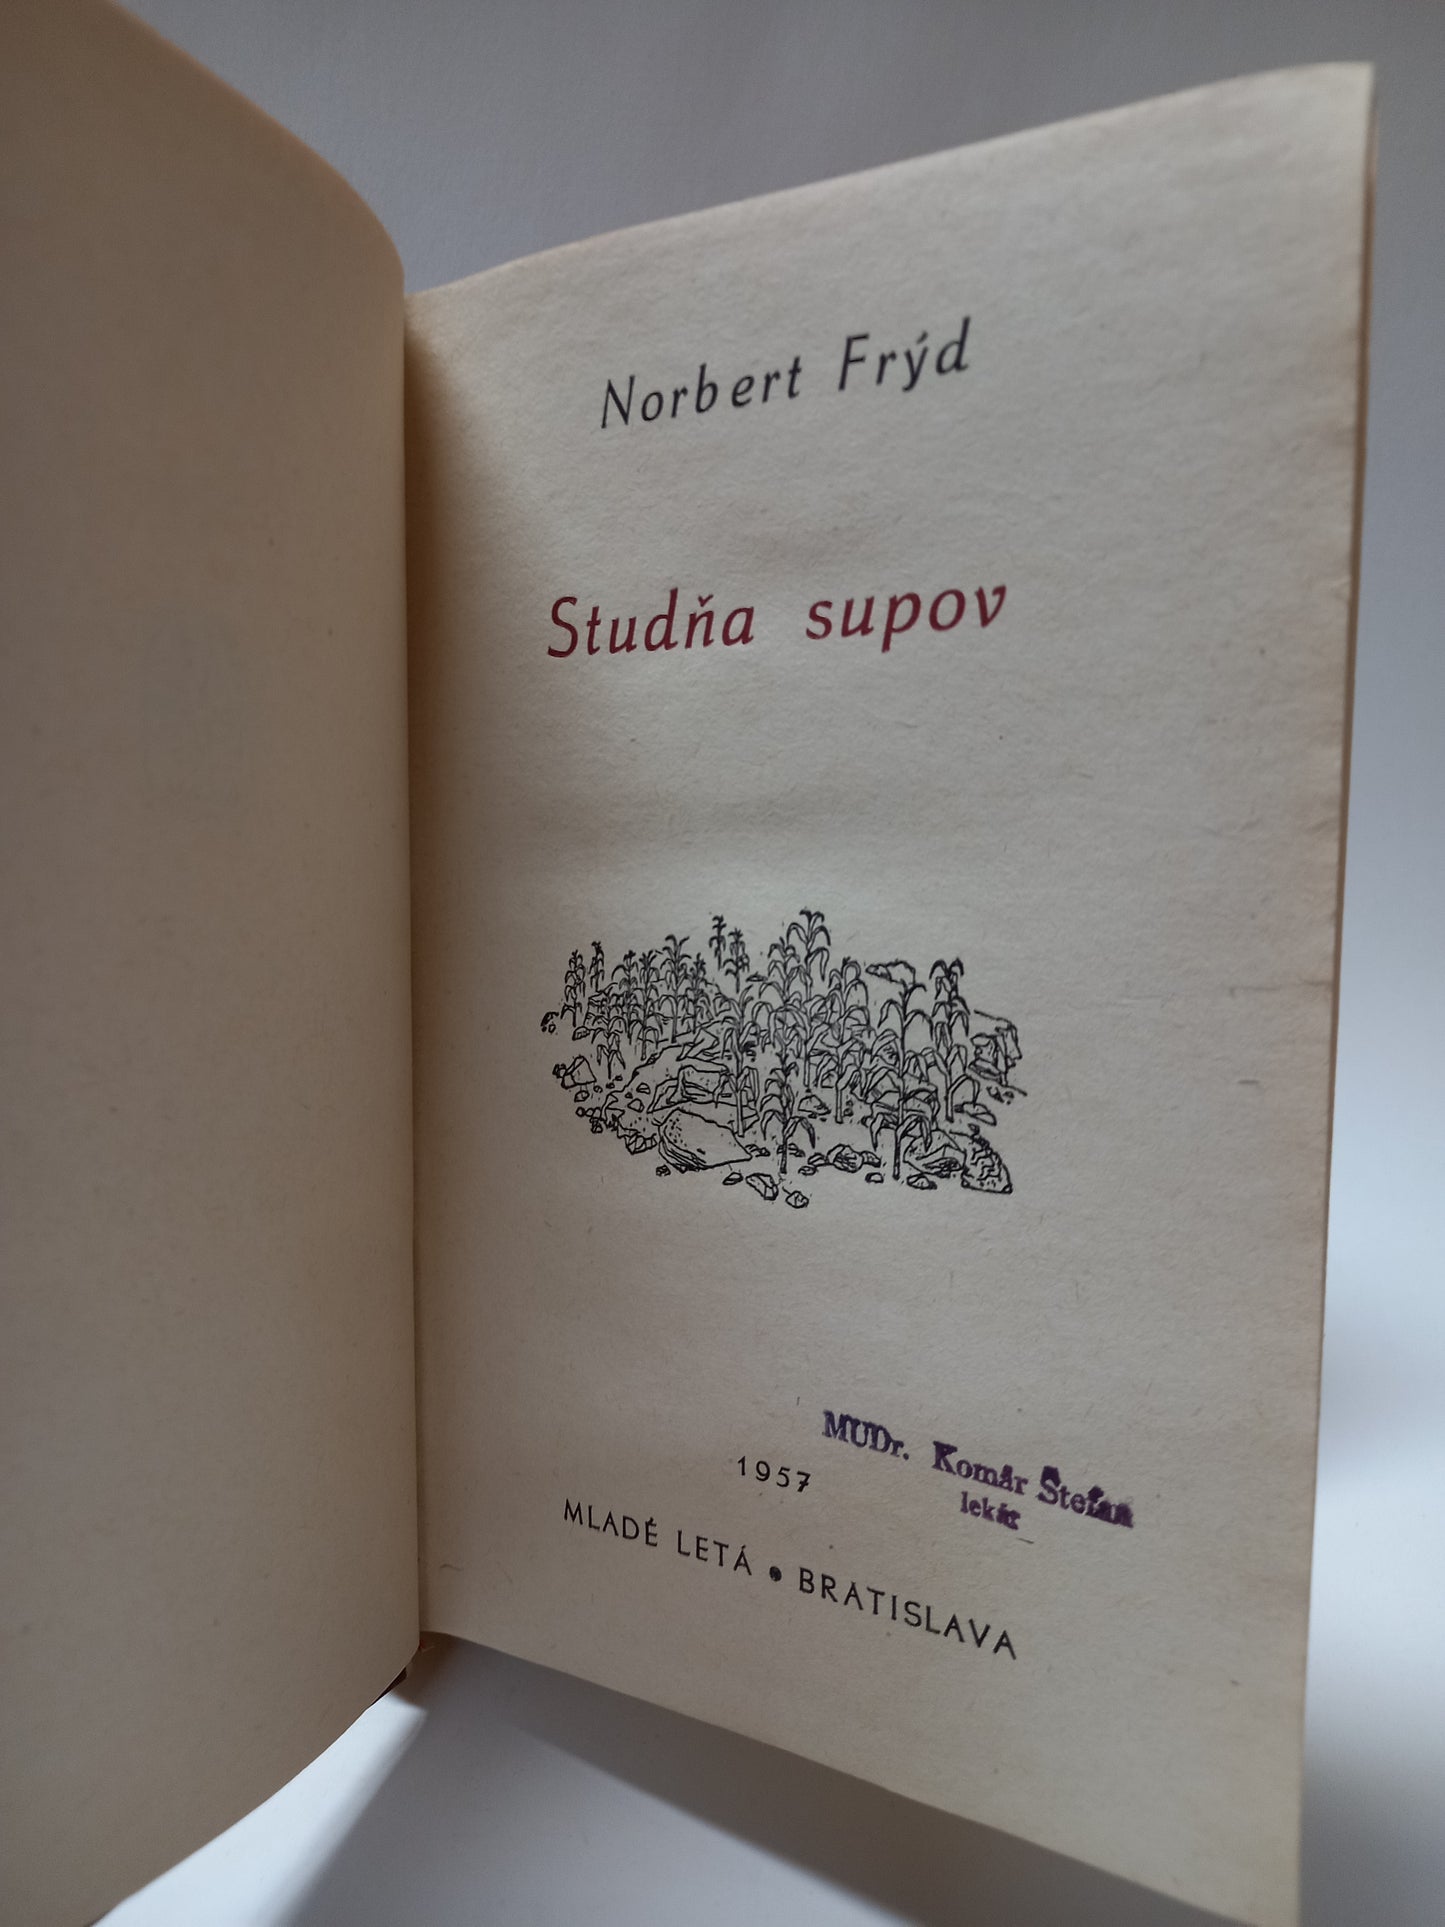 Norbert Frýd
Studňa supov
MUDr. Komár Štefan
lekár
1957
MLADÉ LETÁ • BRATISLAVA